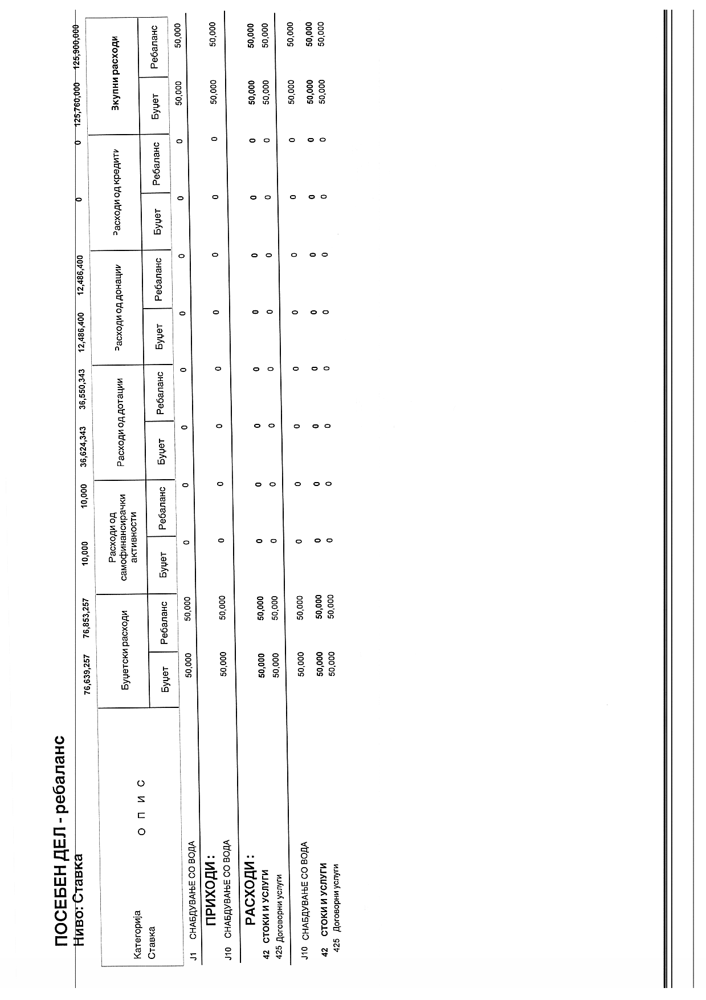 ПОСЕБЕН ДЕЛ - ребаланс
Ниво: Ставка
76,639,257 76,853,257 10,000 10,000 36,624,343 36,550,343 12,486,400 12,486,400 0 0 125,760,000 125,900,000
Категорија
Ставка
О П И С
Буџетски расходи
Расходи од самофинансирачки активности
Расходи од дотации
Расходи од донации
Расходи од кредити
Вкупни расходи
Буџет Ребаланс Буџет Ребаланс Буџет Ребаланс Буџет Ребаланс Буџет Ребаланс Буџет Ребаланс
Ј1 СНАБДУВАЊЕ СО ВОДА 50,000 50,000 0 0 0 0 0 0 0 0 50,000 50,000
ПРИХОДИ :
Ј10 СНАБДУВАЊЕ СО ВОДА 50,000 50,000 0 0 0 0 0 0 0 0 50,000 50,000
РАСХОДИ :
42 СТОКИ И УСЛУГИ 50,000 50,000 0 0 0 0 0 0 0 0 50,000 50,000
425 Договорни услуги 50,000 50,000 0 0 0 0 0 0 0 0 50,000 50,000
Ј10 СНАБДУВАЊЕ СО ВОДА 50,000 50,000 0 0 0 0 0 0 0 0 50,000 50,000
42 СТОКИ И УСЛУГИ 50,000 50,000 0 0 0 0 0 0 0 0 50,000 50,000
425 Договорни услуги 50,000 50,000 0 0 0 0 0 0 0 0 50,000 50,000